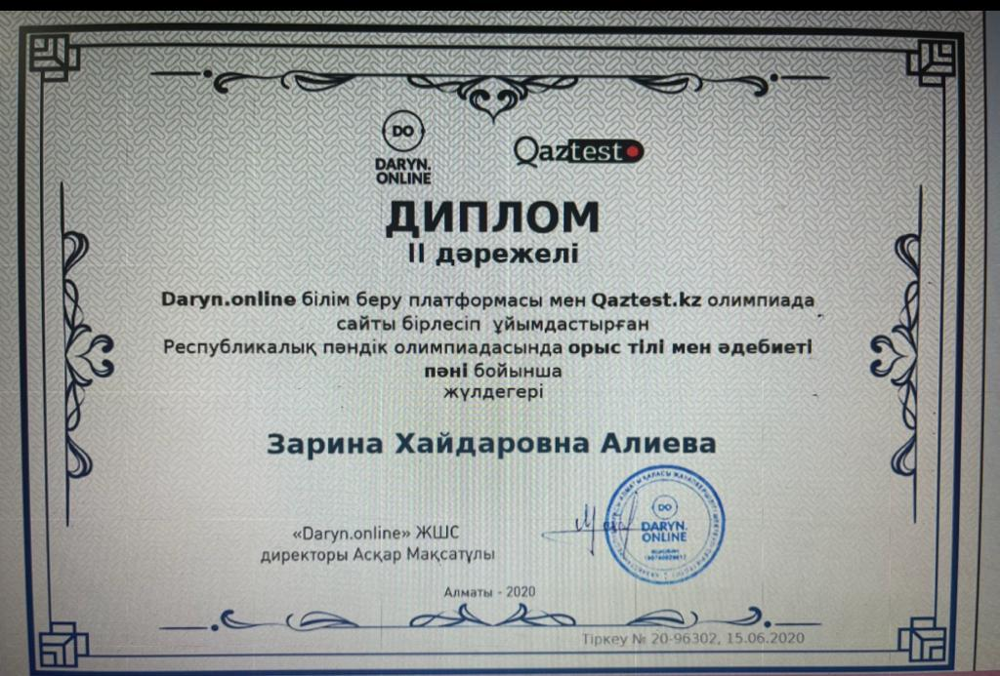 DO
DARYN.
ONLINE
Qaztest
ДИПЛОМ
II дәрежелі
Daryn.online білім беру платформасы мен Qaztest.kz олимпиада
сайты бірлесіп ұйымдастырған
Республикалық пәндік олимпиадасында орыс тілі мен әдебиеті
пәні бойынша
жүлдегері
Зарина Хайдаровна Алиева
«Daryn.online» ЖШС
директоры Асқар Мақсатұлы
DO
DARYN.
ONLINE
Алматы - 2020
Тіркеу № 20-96302, 15.06.2020